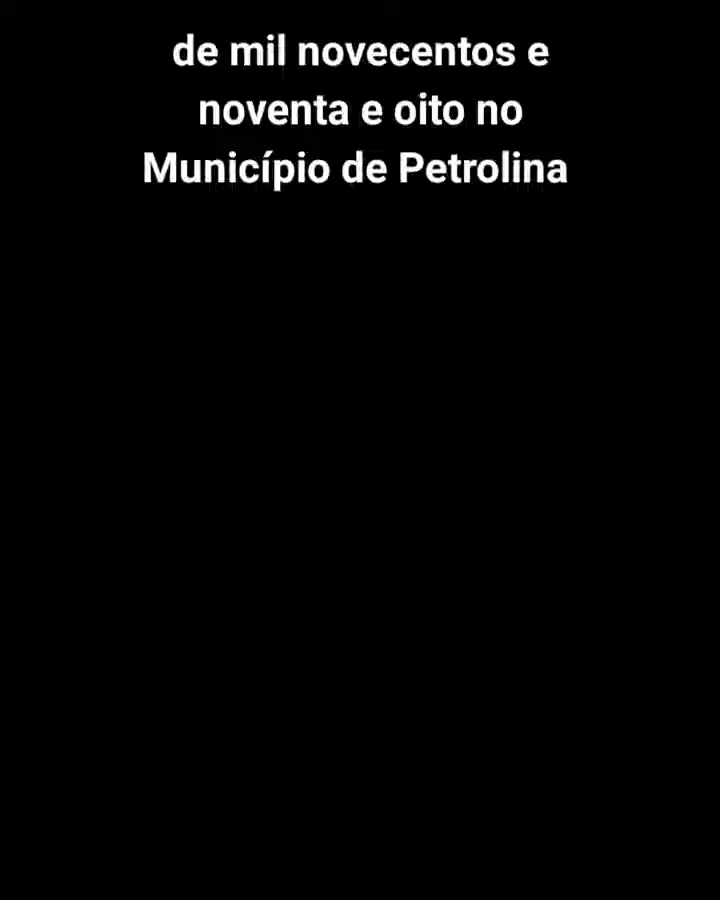 de mil novecentos e
noventa e oito no
Município de Petrolina